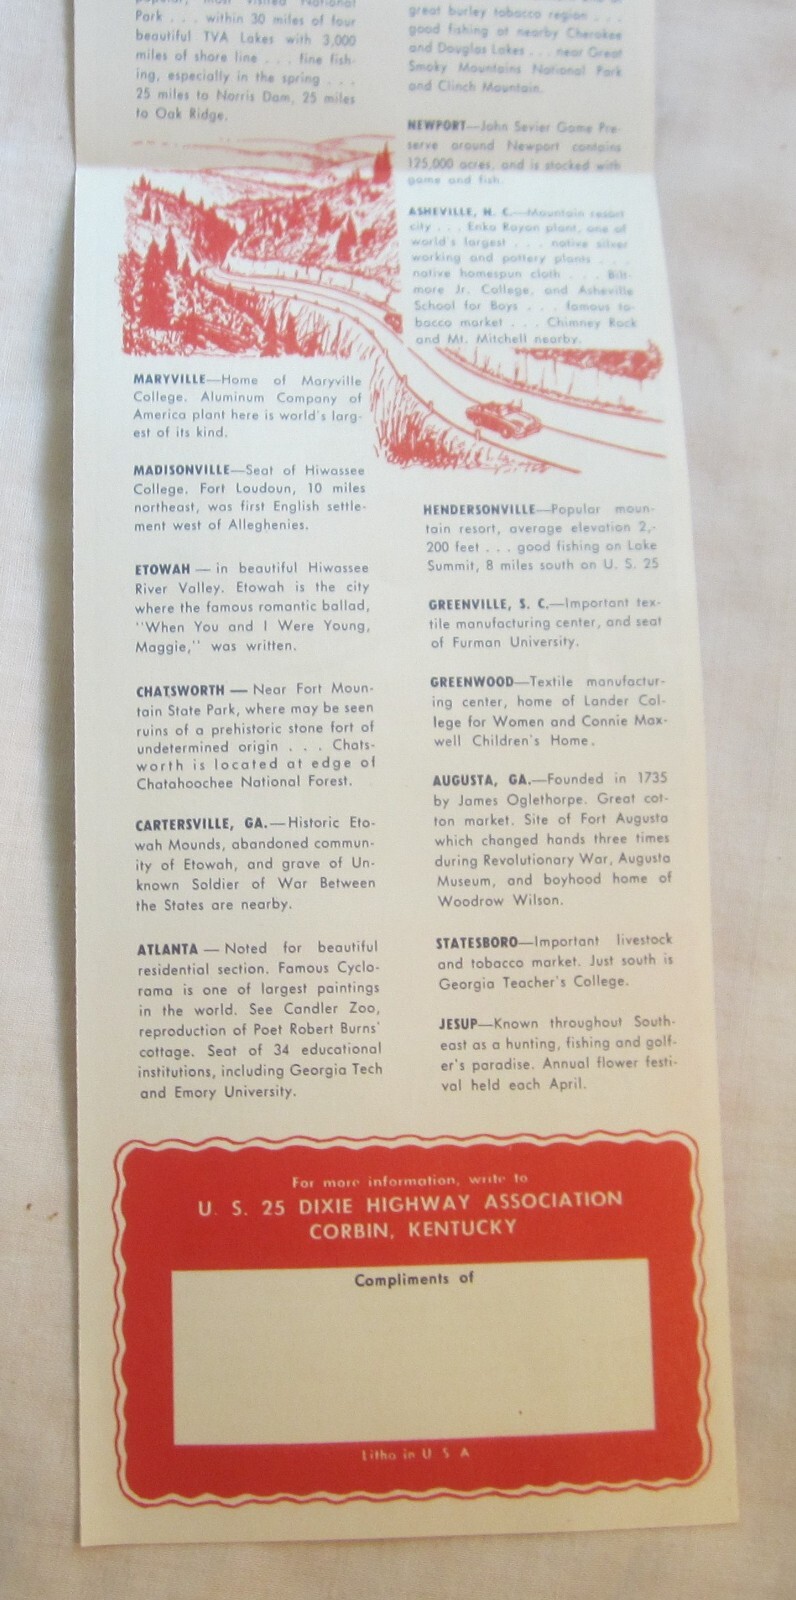 Park . . . within 30 miles of four
beautiful TVA Lakes with 3,000
miles of shore line . . . fine fish-
ing, especially in the spring . . .
25 miles to Norris Dam, 25 miles
to Oak Ridge.
MARYVILLE—Home of Maryville
College. Aluminum Company of
America plant here is world's larg-
est of its kind.
MADISONVILLE—Seat of Hiwassee
College. Fort Loudoun, 10 miles
northeast, was first English settle-
ment west of Alleghenies.
ETOWAH — in beautiful Hiwassee
River Valley. Etowah is the city
where the famous romantic ballad,
"When You and I Were Young,
Maggie," was written.
CHATSWORTH — Near Fort Moun-
tain State Park, where may be seen
ruins of a prehistoric stone fort of
undetermined origin . . . Chats-
worth is located at edge of
Chatahoochee National Forest.
CARTERSVILLE, GA.—Historic Eto-
wah Mounds, abandoned commun-
ity of Etowah, and grave of Un-
known Soldier of War Between
the States are nearby.
ATLANTA — Noted for beautiful
residential section. Famous Cyclo-
rama is one of largest paintings
in the world. See Candler Zoo,
reproduction of Poet Robert Burns'
cottage. Seat of 34 educational
institutions, including Georgia Tech
and Emory University.
great burley tobacco region . . .
good fishing at nearby Cherokee
and Douglas Lakes . . . near Great
Smoky Mountains National Park
and Clinch Mountain.
NEWPORT—John Sevier Game Pre-
serve around Newport contains
125,000 acres, and is stocked with
game and fish.
ASHEVILLE, N. C.—Mountain resort
city . . . Enka Rayon plant, one of
world's largest . . . native silver
working and pottery plants . . .
native homespun cloth . . . Bilt-
more Jr. College, and Asheville
School for Boys . . . famous to-
bacco market . . . Chimney Rock
and Mt. Mitchell nearby.
HENDERSONVILLE—Popular moun-
tain resort, average elevation 2,-
200 feet . . . good fishing on Lake
Summit, 8 miles south on U. S. 25
GREENVILLE, S. C.—Important tex-
tile manufacturing center, and seat
of Furman University.
GREENWOOD—Textile manufactur-
ing center, home of Lander Col-
lege for Women and Connie Max-
well Children's Home.
AUGUSTA, GA.—Founded in 1735
by James Oglethorpe. Great cot-
ton market. Site of Fort Augusta
which changed hands three times
during Revolutionary War, Augusta
Museum, and boyhood home of
Woodrow Wilson.
STATESBORO—Important livestock
and tobacco market. Just south is
Georgia Teacher's College.
JESUP—Known throughout South-
east as a hunting, fishing and golf-
er's paradise. Annual flower festi-
val held each April.
For more information, write to
U. S. 25 DIXIE HIGHWAY ASSOCIATION
CORBIN, KENTUCKY
Compliments of
Litho in U S A